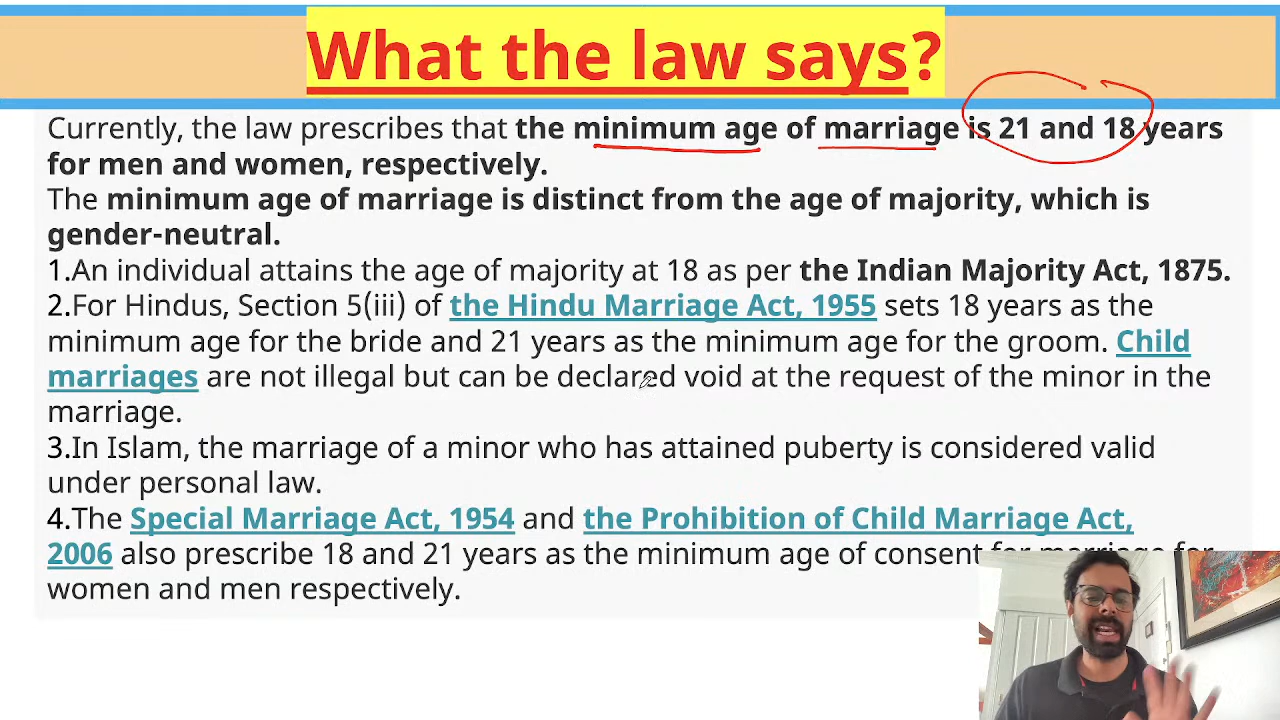 What the law says?
Currently, the law prescribes that the minimum age of marriage is 21 and 18 years
for men and women, respectively.
The minimum age of marriage is distinct from the age of majority, which is
gender-neutral.
1.An individual attains the age of majority at 18 as per the Indian Majority Act, 1875.
2.For Hindus, Section 5(iii) of the Hindu Marriage Act, 1955 sets 18 years as the
minimum age for the bride and 21 years as the minimum age for the groom. Child
marriages are not illegal but can be declared void at the request of the minor in the
marriage.
3.In Islam, the marriage of a minor who has attained puberty is considered valid
under personal law.
4.The Special Marriage Act, 1954 and the Prohibition of Child Marriage Act,
2006 also prescribe 18 and 21 years as the minimum age of consent for marriage for
women and men respectively.